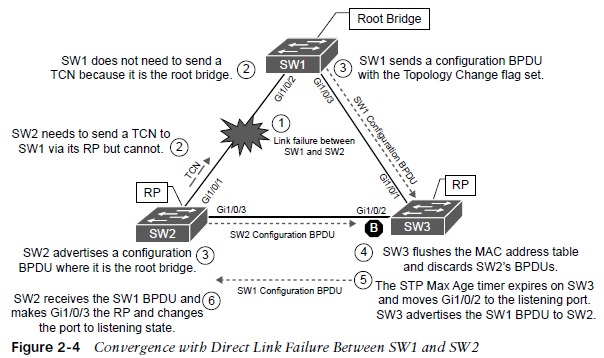 Root Bridge
SW1 does not need to send a
TCN because it is the root bridge.
2
SW1
3
SW1 sends a configuration BPDU
with the Topology Change flag set.
Gi1/0/2
Gi1/0/3
SW1 Configuration BPDU
1
Link failure between
SW1 and SW2
SW2 needs to send a TCN to
SW1 via its RP but cannot.
2
TCN
Gi1/0/1
Gi1/0/1
RP
RP
Gi1/0/3
Gi1/0/2
SW2
SW2 Configuration BPDU
B
SW3
SW2 advertises a configuration
BPDU where it is the root bridge.
3
4
SW3 flushes the MAC address table
and discards SW2's BPDUs.
5
SW1 Configuration BPDU
The STP Max Age timer expires on SW3
and moves Gi1/0/2 to the listening port.
SW3 advertises the SW1 BPDU to SW2.
SW2 receives the SW1 BPDU and
makes Gi1/0/3 the RP and changes
the port to listening state.
6
Figure 2-4 Convergence with Direct Link Failure Between SW1 and SW2